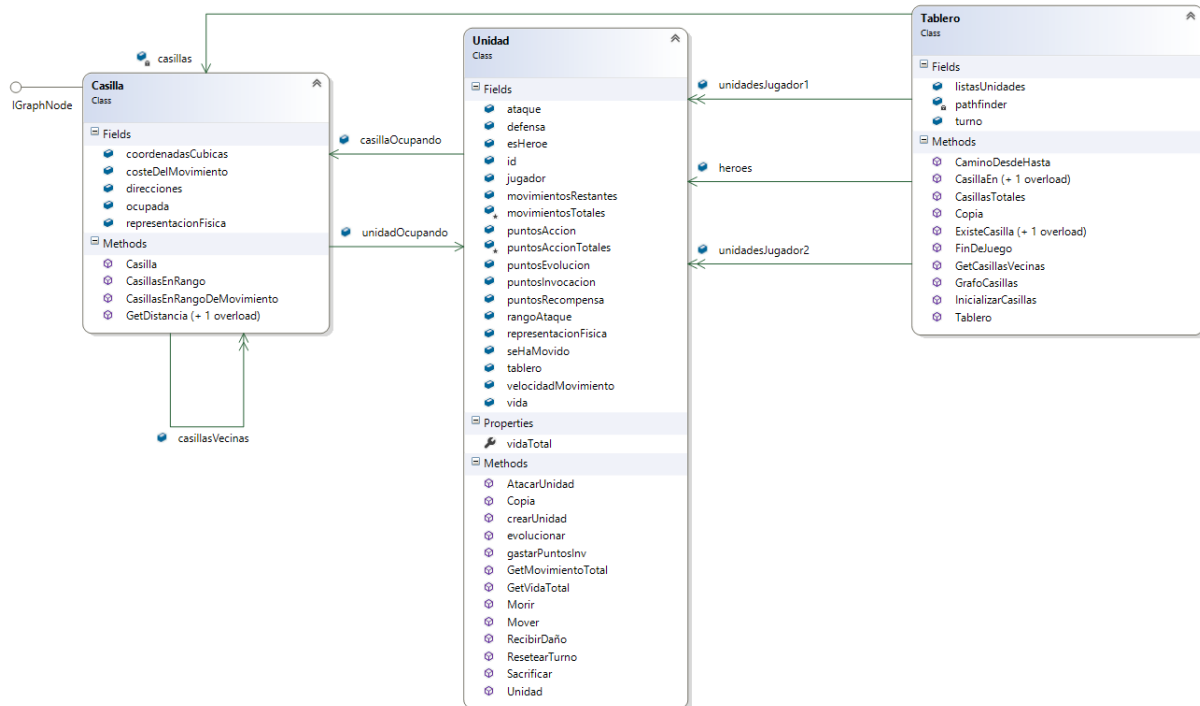 IGraphNode
casillas
Casilla
Class
Fields
coordenadasCubicas
costeDelMovimiento
direcciones
ocupada
representacionFisica
Methods
Casilla
CasillasEnRango
CasillasEnRangoDeMovimiento
GetDistancia (+ 1 overload)
casillasVecinas
casillaOcupando
unidadOcupando
Unidad
Class
Fields
ataque
defensa
esHeroe
id
jugador
movimientosRestantes
movimientosTotales
puntosAccion
puntosAccionTotales
puntosEvolucion
puntosInvocacion
puntosRecompensa
rangoAtaque
representacionFisica
seHaMovido
tablero
velocidadMovimiento
vida
Properties
vidaTotal
Methods
AtacarUnidad
Copia
crearUnidad
evolucionar
gastarPuntosInv
GetMovimientoTotal
GetVidaTotal
Morir
Mover
RecibirDaño
ResetearTurno
Sacrificar
Unidad
unidadesJugador1
heroes
unidadesJugador2
Tablero
Class
Fields
listasUnidades
pathfinder
turno
Methods
CaminoDesdeHasta
CasillaEn (+ 1 overload)
CasillasTotales
Copia
ExisteCasilla (+ 1 overload)
FinDeJuego
GetCasillasVecinas
GrafoCasillas
InicializarCasillas
Tablero